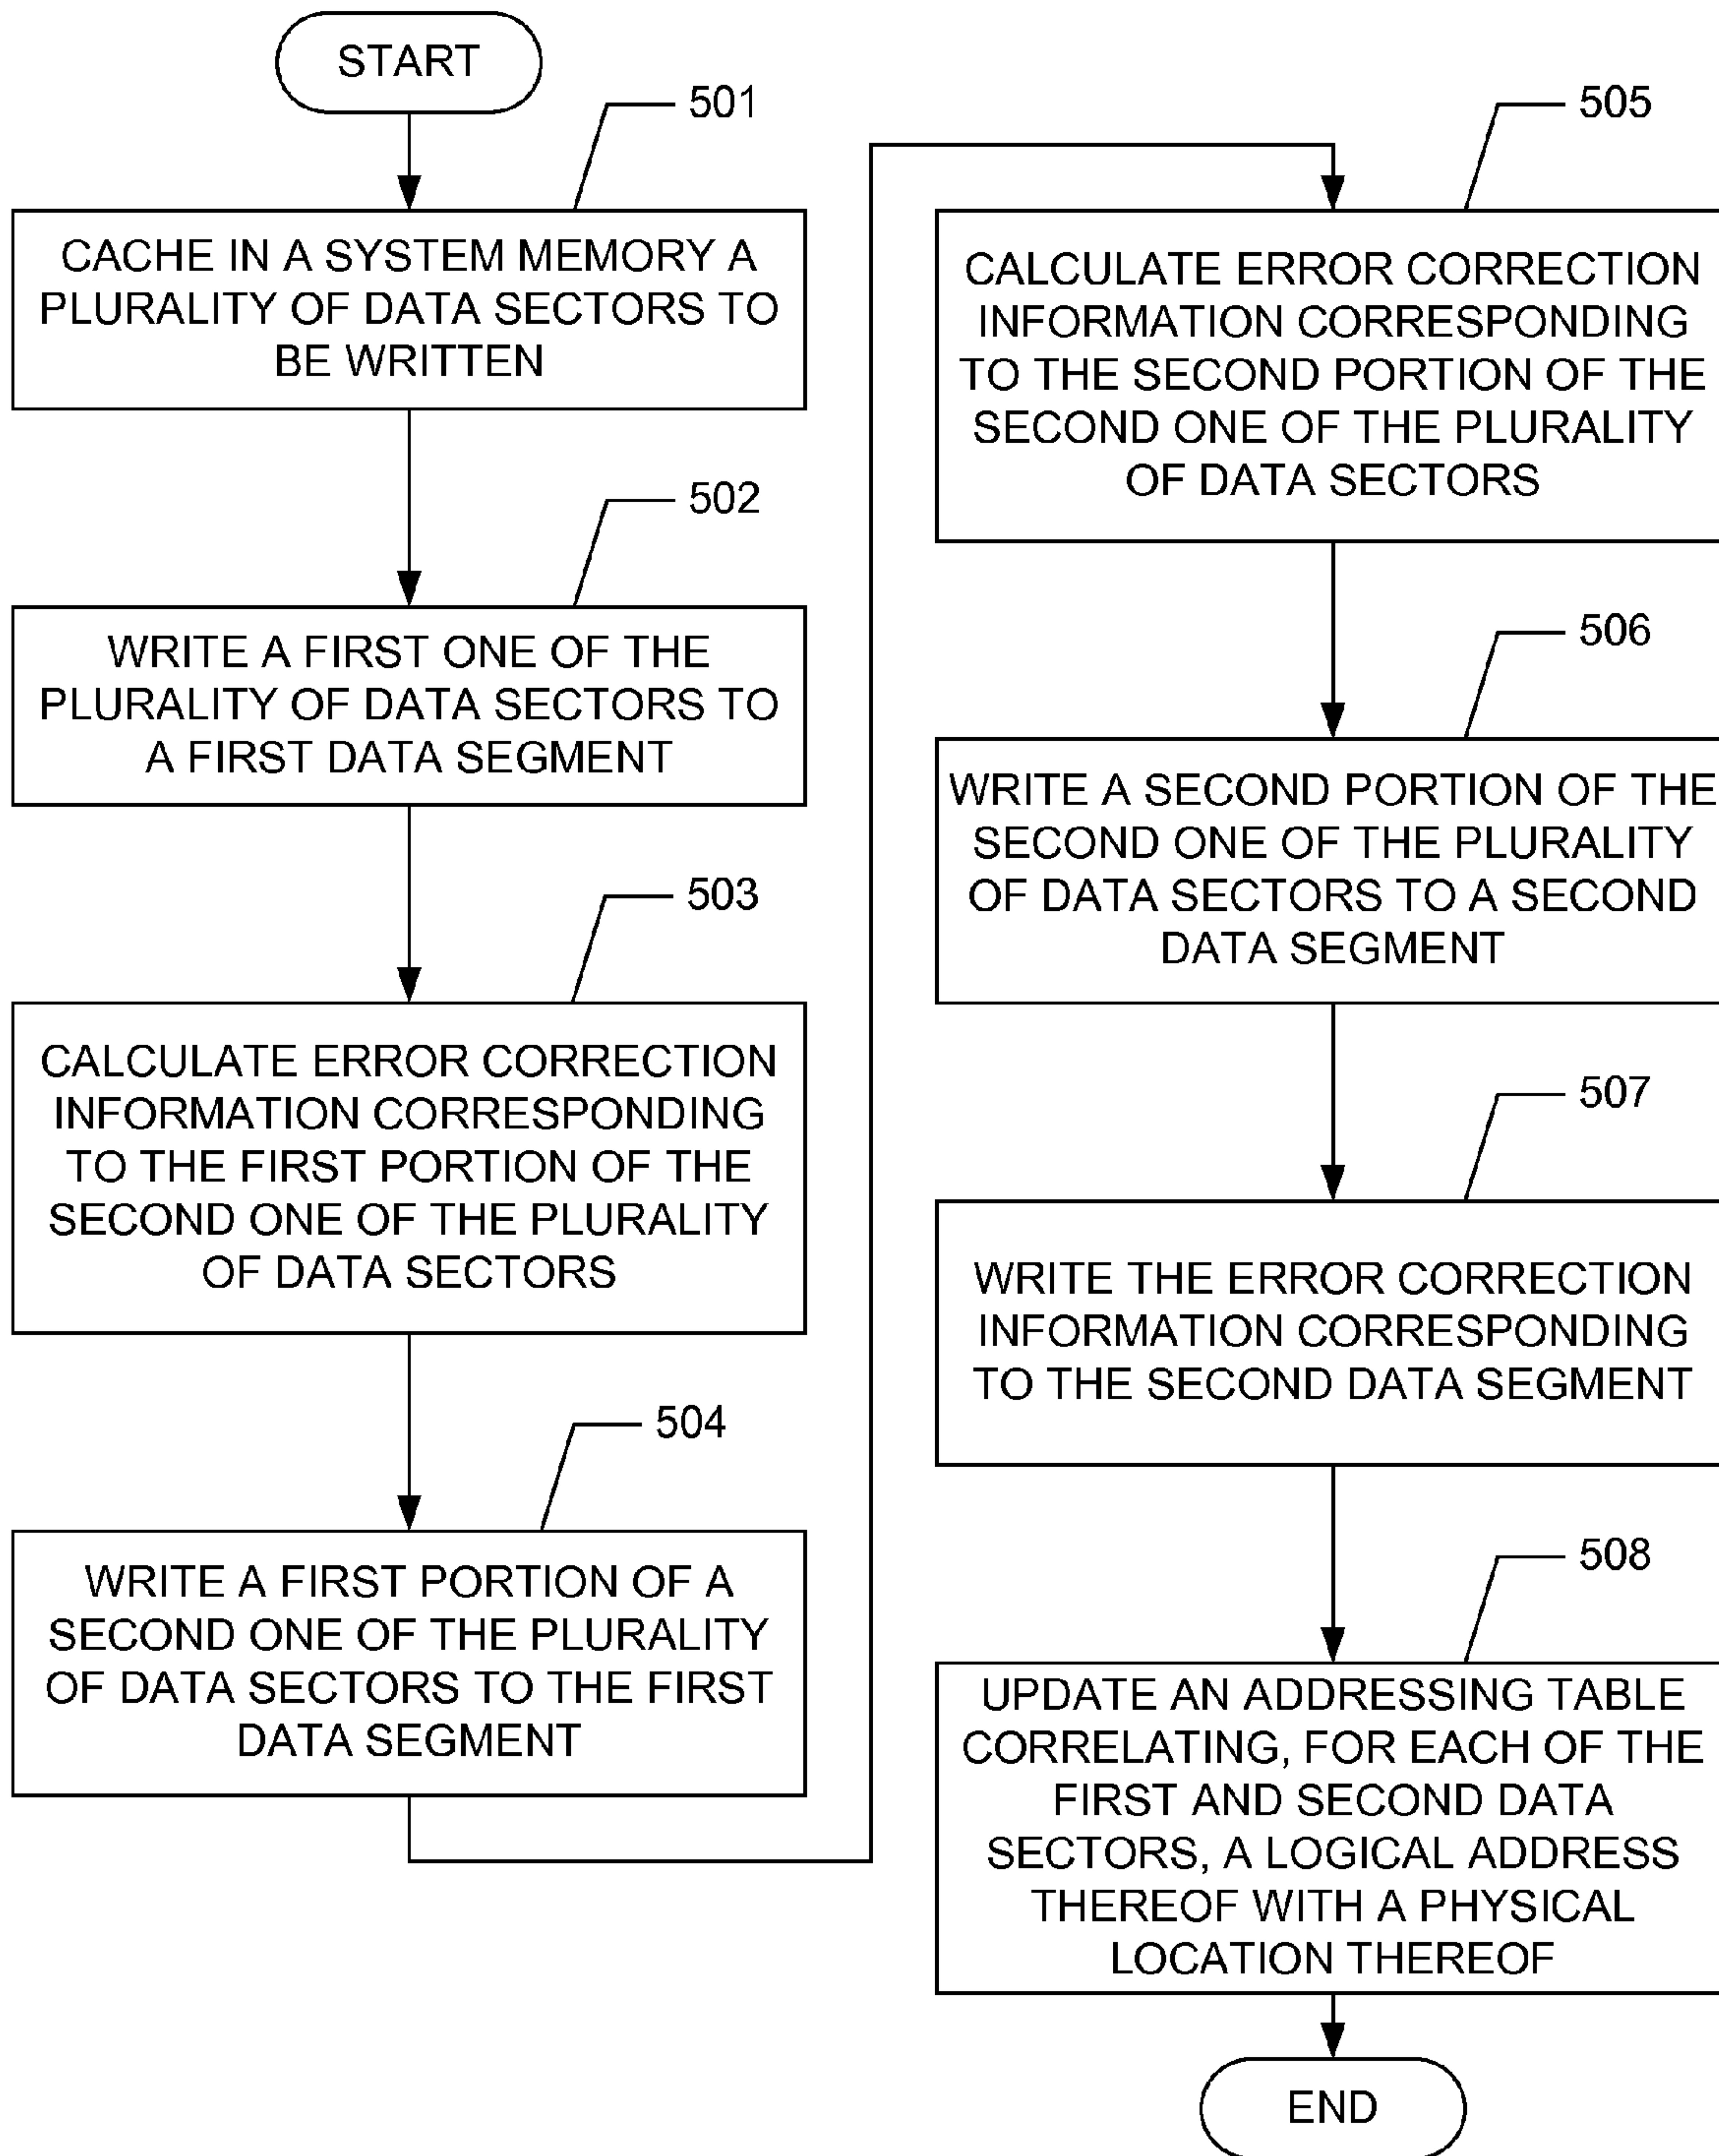 START
501
CACHE IN A SYSTEM MEMORY A
PLURALITY OF DATA SECTORS TO
BE WRITTEN
502
WRITE A FIRST ONE OF THE
PLURALITY OF DATA SECTORS TO
A FIRST DATA SEGMENT
503
CALCULATE ERROR CORRECTION
INFORMATION CORRESPONDING
TO THE FIRST PORTION OF THE
SECOND ONE OF THE PLURALITY
OF DATA SECTORS
504
WRITE A FIRST PORTION OF A
SECOND ONE OF THE PLURALITY
OF DATA SECTORS TO THE FIRST
DATA SEGMENT
505
CALCULATE ERROR CORRECTION
INFORMATION CORRESPONDING
TO THE SECOND PORTION OF THE
SECOND ONE OF THE PLURALITY
OF DATA SECTORS
506
WRITE A SECOND PORTION OF THE
SECOND ONE OF THE PLURALITY
OF DATA SECTORS TO A SECOND
DATA SEGMENT
507
WRITE THE ERROR CORRECTION
INFORMATION CORRESPONDING
TO THE SECOND DATA SEGMENT
508
UPDATE AN ADDRESSING TABLE
CORRELATING, FOR EACH OF THE
FIRST AND SECOND DATA
SECTORS, A LOGICAL ADDRESS
THEREOF WITH A PHYSICAL
LOCATION THEREOF
END